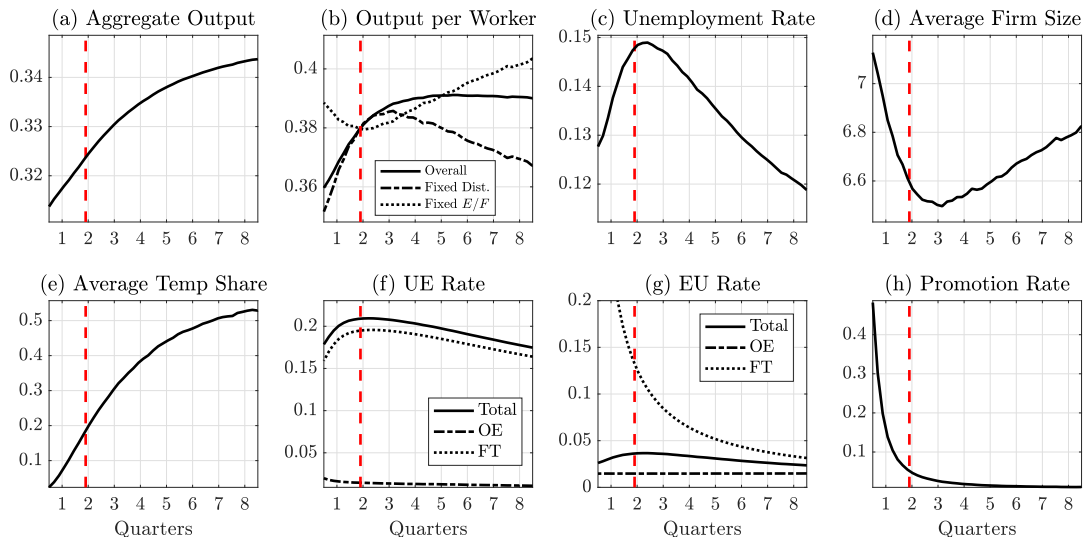 (a) Aggregate Output
0.34
0.33
0.32
1 2 3 4 5 6 7 8
(b) Output per Worker
0.4
0.38
0.36
Overall
Fixed Dist.
Fixed E/F
1 2 3 4 5 6 7 8
(c) Unemployment Rate
0.15
0.14
0.13
0.12
1 2 3 4 5 6 7 8
(d) Average Firm Size
7
6.8
6.6
1 2 3 4 5 6 7 8
(e) Average Temp Share
0.5
0.4
0.3
0.2
0.1
1 2 3 4 5 6 7 8
Quarters
(f) UE Rate
0.2
0.15
0.1
0.05
Total
OE
FT
1 2 3 4 5 6 7 8
Quarters
(g) EU Rate
0.2
0.15
0.1
0.05
0
Total
OE
FT
1 2 3 4 5 6 7 8
Quarters
(h) Promotion Rate
0.4
0.3
0.2
0.1
1 2 3 4 5 6 7 8
Quarters